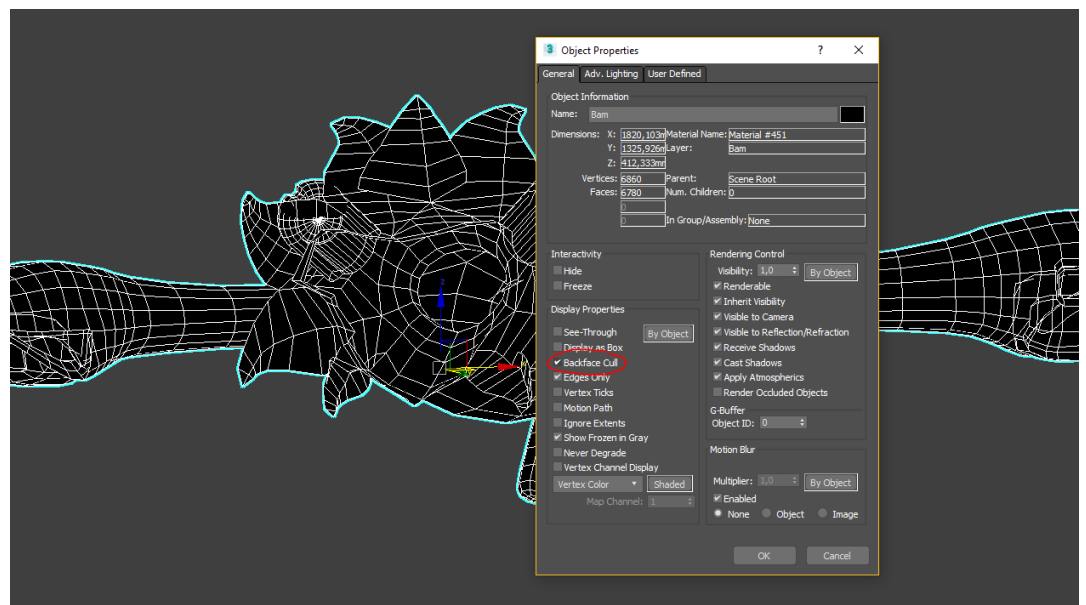 3 Object Properties ? X
General Adv. Lighting User Defined
Object Information
Name: Bam
Dimensions: X: 1820,103m Material Name: Material #451
Y: 1325,926m Layer: Bam
Z: 412,333mm
Vertices: 6860 Parent: Scene Root
Faces: 6780 Num. Children: 0
0
0 In Group/Assembly: None
Interactivity
Hide
Freeze
Display Properties
See-Through By Object
Display as Box
Backface Cull
Edges Only
Vertex Ticks
Motion Path
Ignore Extents
Show Frozen in Gray
Never Degrade
Vertex Channel Display
Vertex Color Shaded
Map Channel: 1
Rendering Control
Visibility: 1,0 By Object
Renderable
Inherit Visibility
Visible to Camera
Visible to Reflection/Refraction
Receive Shadows
Cast Shadows
Apply Atmospherics
Render Occluded Objects
G-Buffer
Object ID: 0
Motion Blur
Multiplier: 1,0 By Object
Enabled
None Object Image
OK Cancel